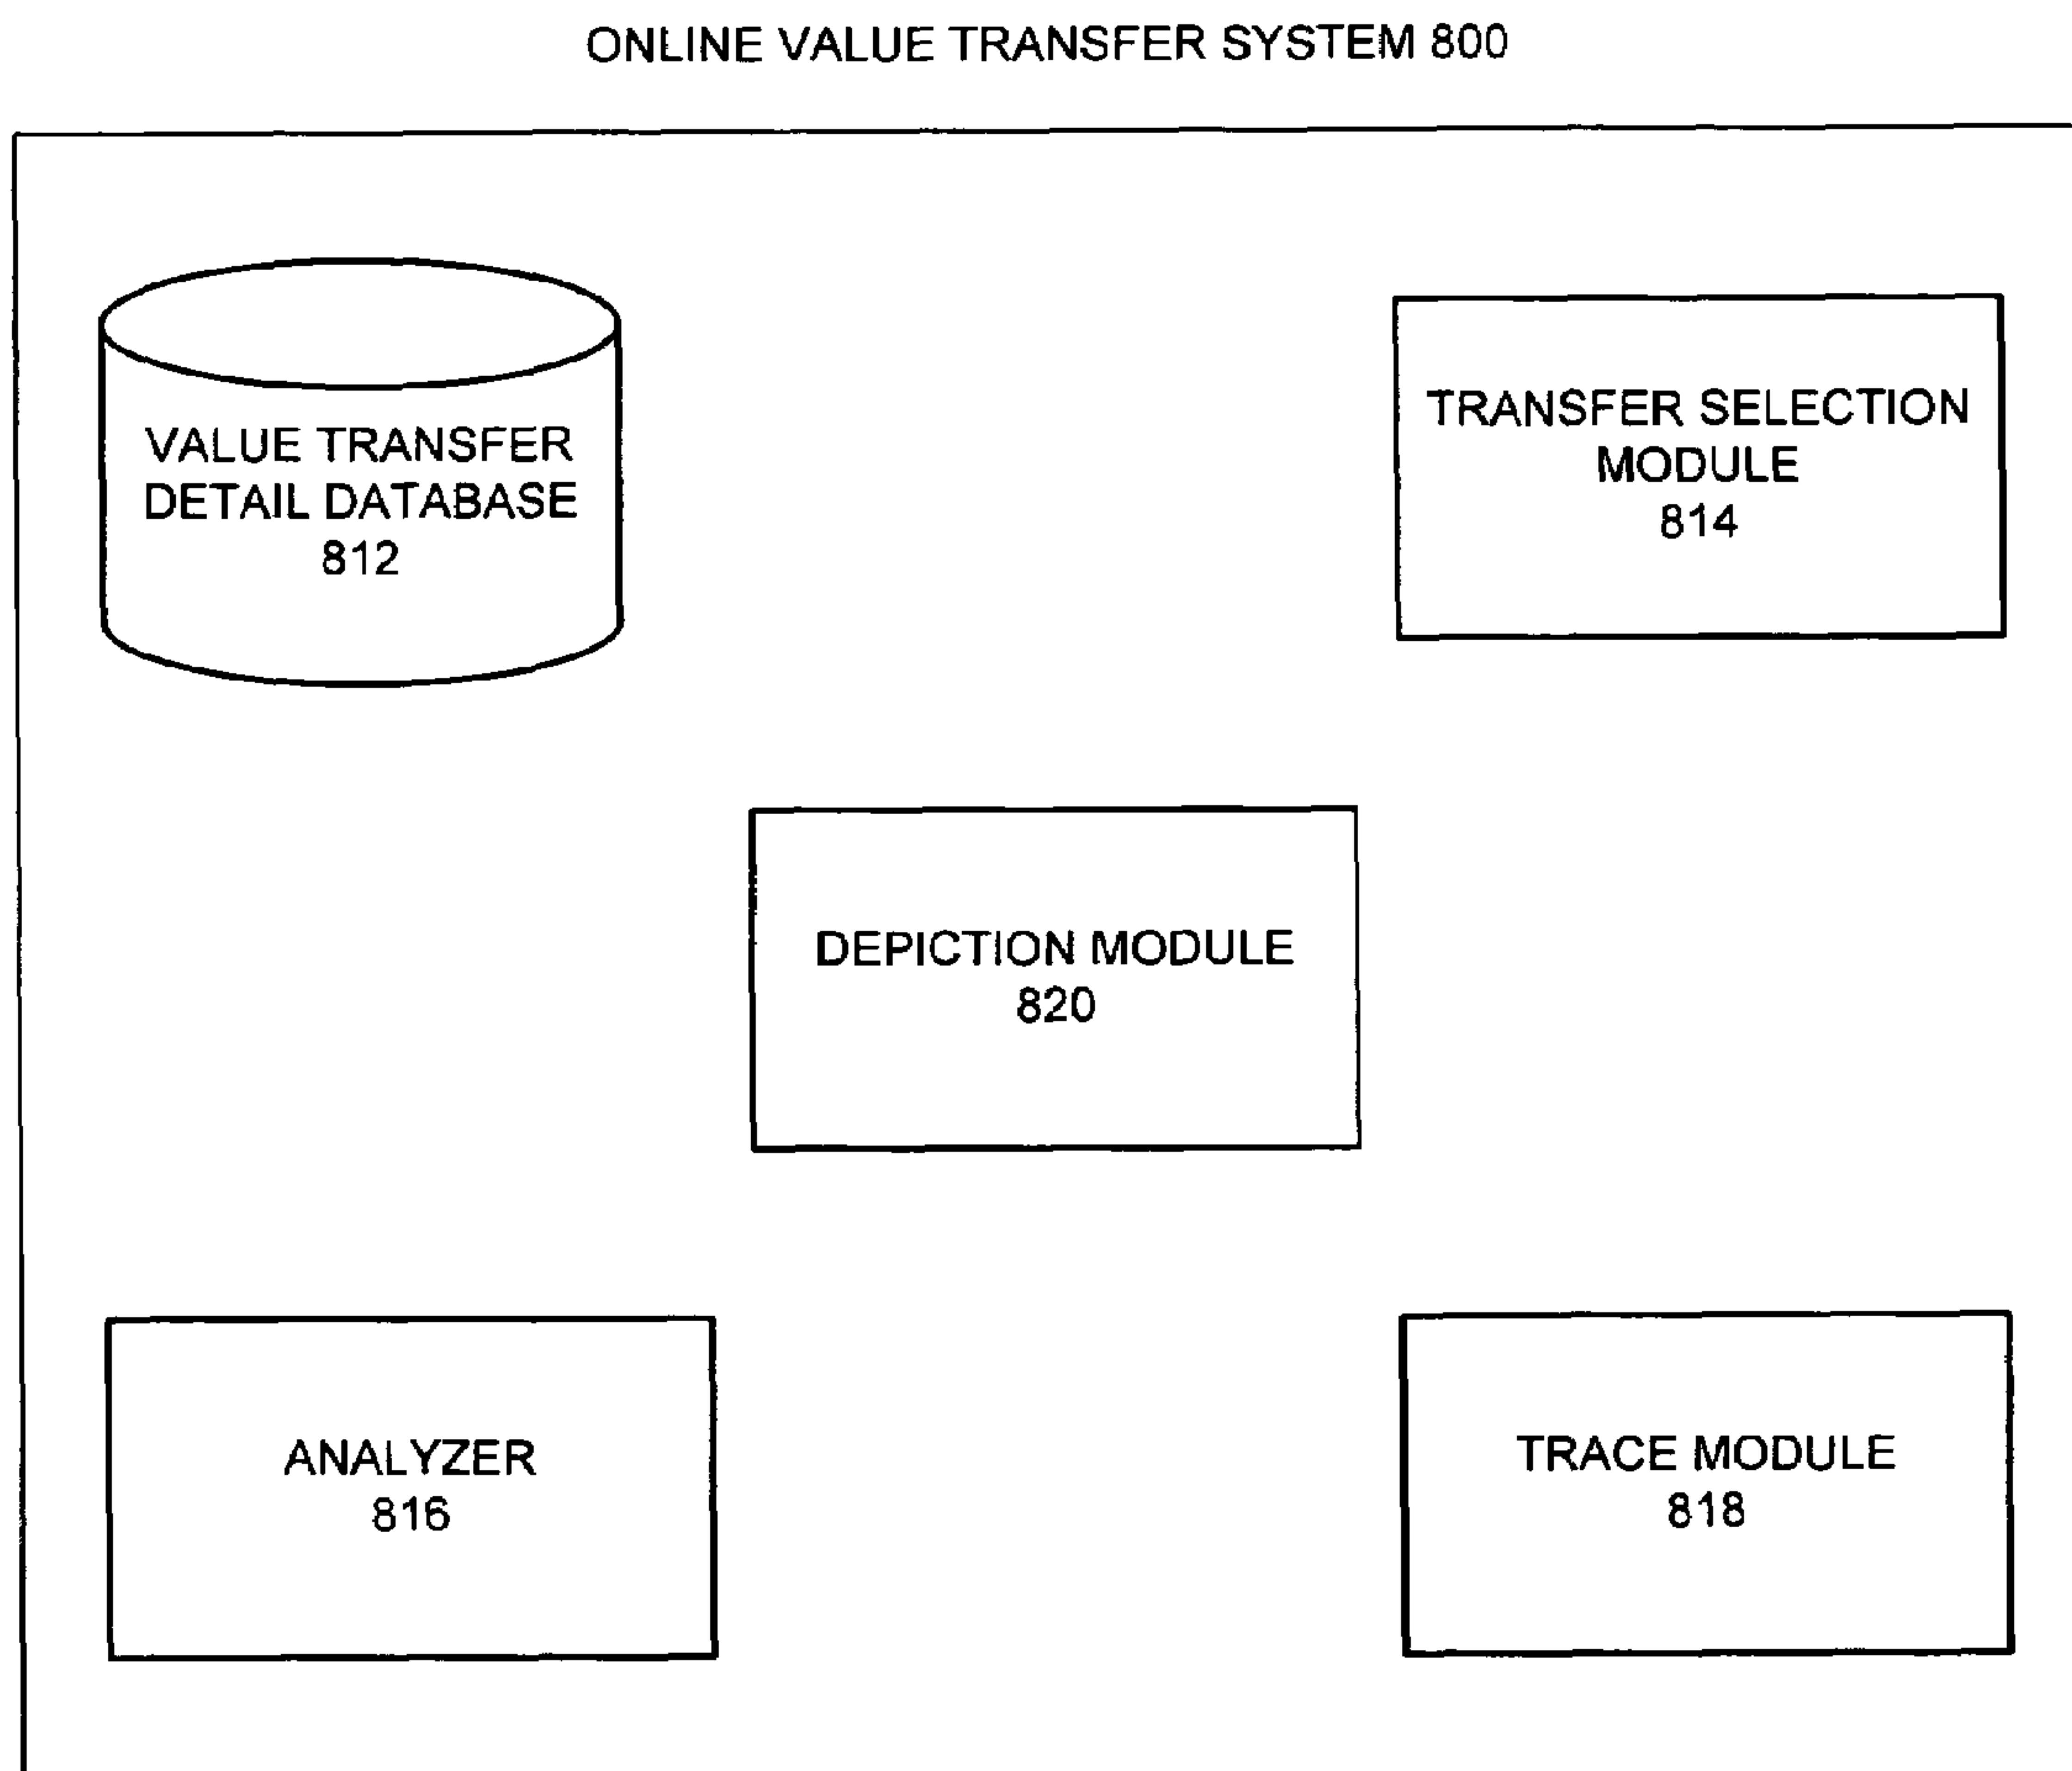 ONLINE VALUE TRANSFER SYSTEM 800
VALUE TRANSFER
DETAIL DATABASE
812
TRANSFER SELECTION
MODULE
814
DEPICTION MODULE
820
ANALYZER
816
TRACE MODULE
818